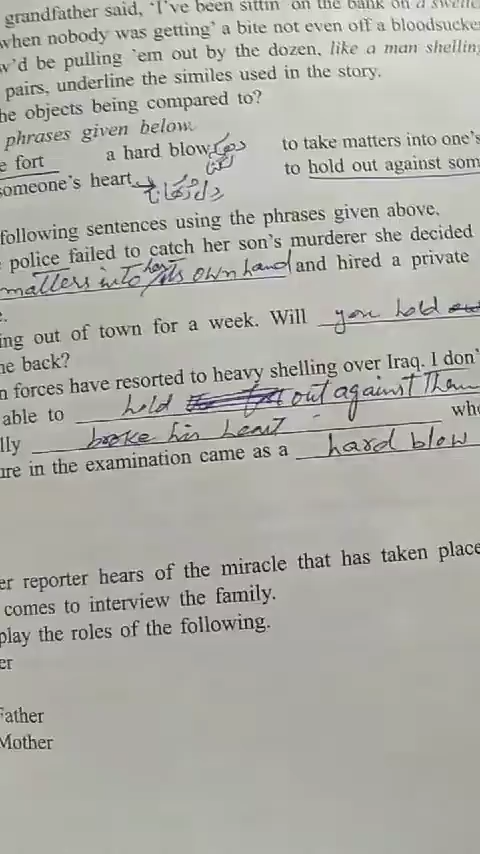 grandfather said, 'I've been sittin' on the bank on a
when nobody was getting' a bite not even off a bloodsucke
w'd be pulling 'em out by the dozen, like a man shelling
pairs, underline the similes used in the story.
he objects being compared to?
phrases given below.
e fort a hard blow to take matters into one's
someone's heart to hold out against som
following sentences using the phrases given above.
police failed to catch her son's murderer she decided
matters into own hand and hired a private
e.
ing out of town for a week. Will you hold
he back?
n forces have resorted to heavy shelling over Iraq. I don'
able to hold out against Tham
lly broke his heart who
ure in the examination came as a hard blow
er reporter hears of the miracle that has taken place
comes to interview the family.
play the roles of the following.
er
Father
Mother